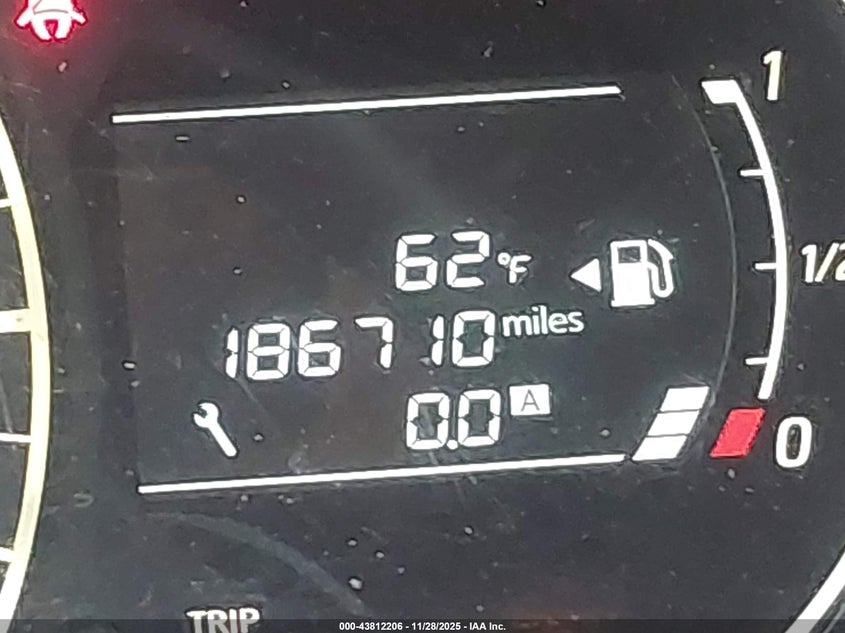 1
62°F
1/2
186710 miles
0.0 A
0
TRIP
000-43812206 - 11/28/2025 - IAA Inc.